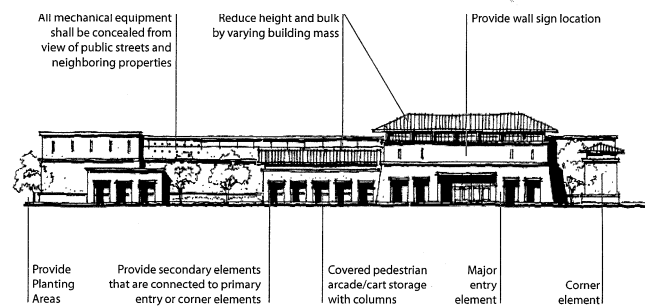 All mechanical equipment
shall be concealed from
view of public streets and
neighboring properties
Reduce height and bulk
by varying building mass
Provide wall sign location
Provide
Planting
Areas
Provide secondary elements
that are connected to primary
entry or corner elements
Covered pedestrian
arcade/cart storage
with columns
Major
entry
element
Corner
element